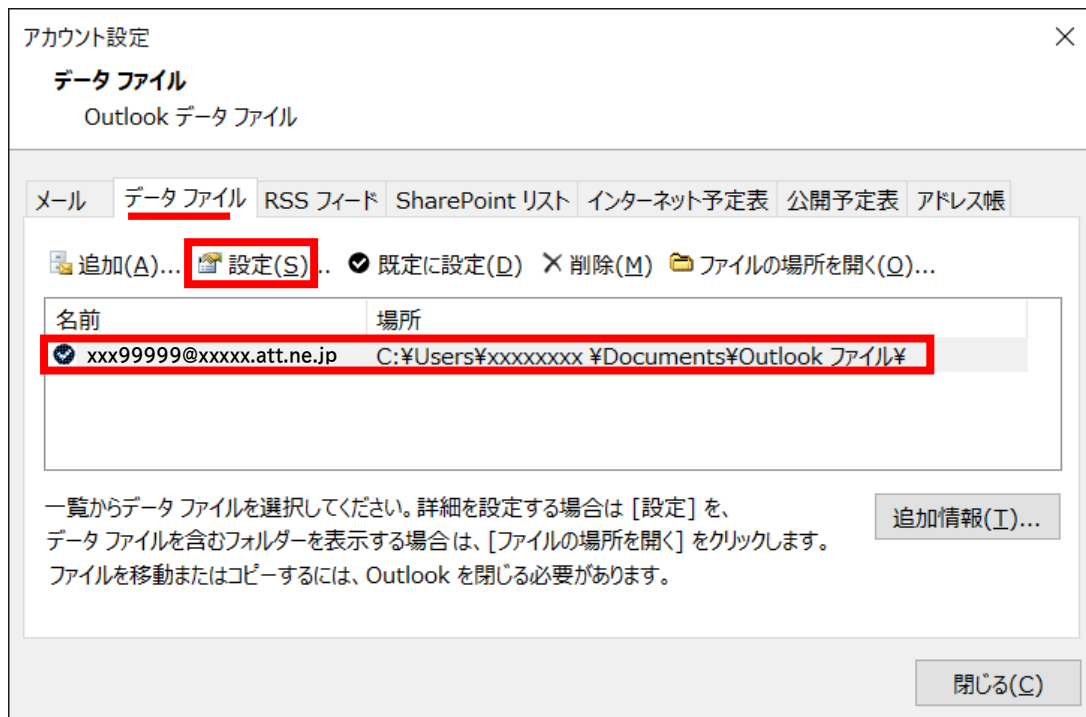 アカウント設定
データ ファイル
Outlook データ ファイル
メール データ ファイル RSS フィード SharePoint リスト インターネット予定表 公開予定表 アドレス帳
追加(A)... 設定(S)... 既定に設定(D) 削除(M) ファイルの場所を開く(O)...
名前 場所
xxx99999@xxxxx.att.ne.jp C:¥Users¥xxxxxxxx ¥Documents¥Outlook ファイル¥
一覧からデータ ファイルを選択してください。詳細を設定する場合は [設定] を、
データ ファイルを含むフォルダーを表示する場合は、[ファイルの場所を開く] をクリックします。
ファイルを移動またはコピーするには、Outlook を閉じる必要があります。
追加情報(T)...
閉じる(C)